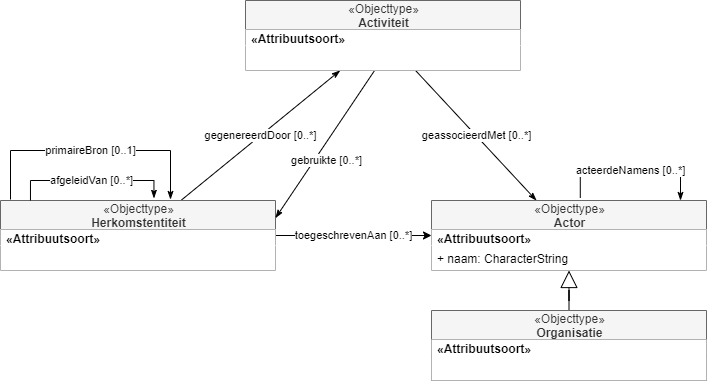 «Objecttype»
Activiteit
«Attribuutsoort»
gegenereerdDoor [0..*]
geassocieerdMet [0..*]
primaireBron [0..1]
gebruikte [0..*]
acteerdeNamens [0..*]
afgeleidVan [0..*]
«Objecttype»
Herkomstentiteit
«Attribuutsoort»
toegeschrevenAan [0..*]
«Objecttype»
Actor
«Attribuutsoort»
+ naam: CharacterString
«Objecttype»
Organisatie
«Attribuutsoort»